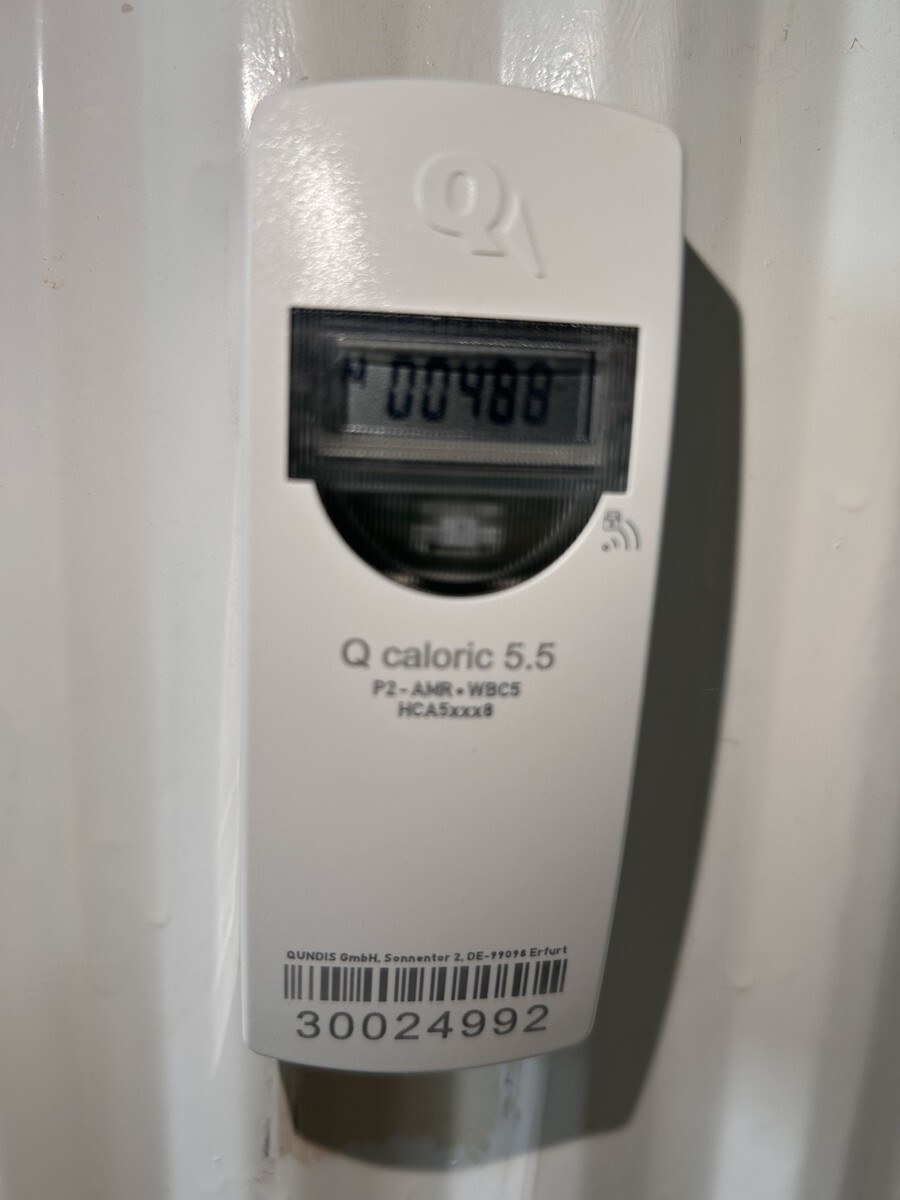 Q
00488
Q caloric 5.5
P2-AMR•WBC5
HCA5xxx8
QUNDIS GmbH, Sonnentor 2, DE-99098 Erfurt
30024992